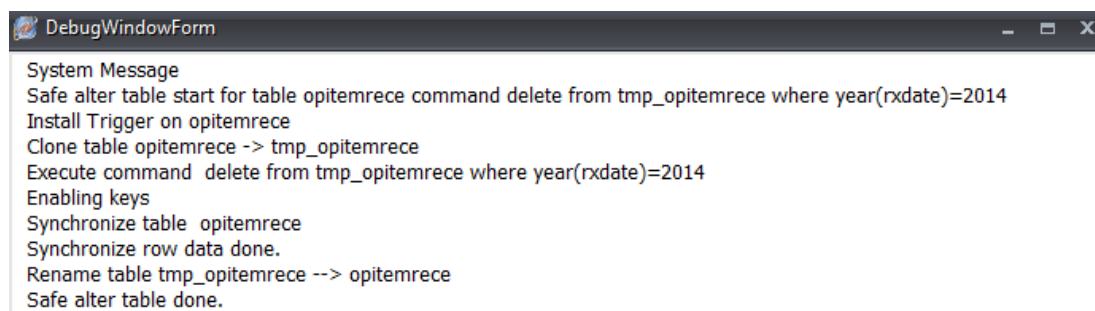 DebugWindowForm
System Message
Safe alter table start for table opitemrece command delete from tmp_opitemrece where year(rxdate)=2014
Install Trigger on opitemrece
Clone table opitemrece -> tmp_opitemrece
Execute command  delete from tmp_opitemrece where year(rxdate)=2014
Enabling keys
Synchronize table  opitemrece
Synchronize row data done.
Rename table tmp_opitemrece --> opitemrece
Safe alter table done.